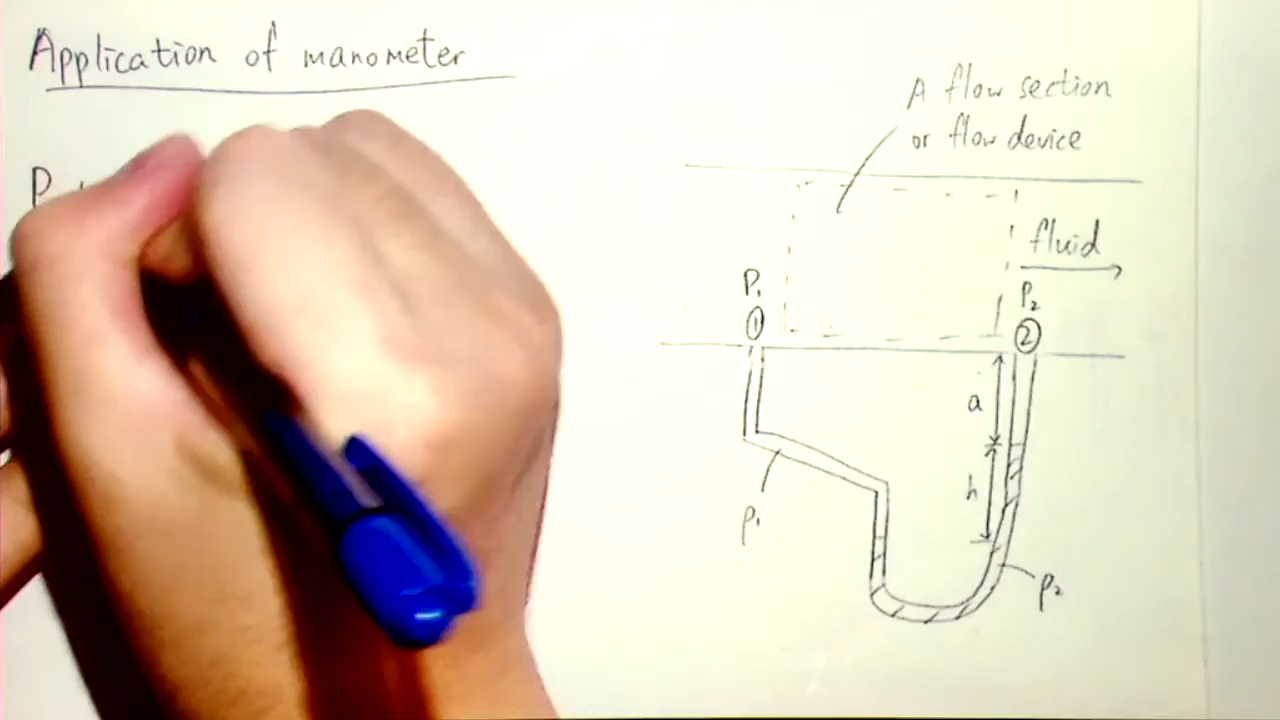 Application of manometer
A flow section
or flow device
P
fluid
P₁
①
P₂
②
a
h
ρ₁
ρ₂